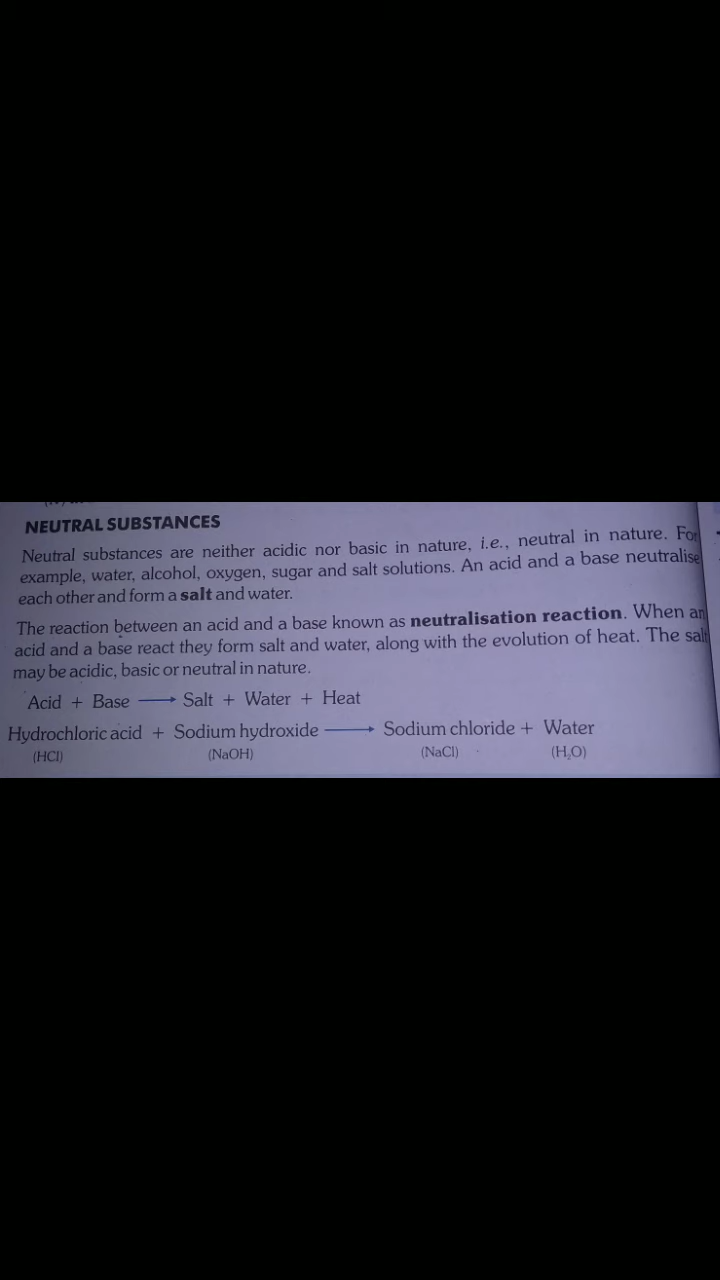 NEUTRAL SUBSTANCES
Neutral substances are neither acidic nor basic in nature, i.e., neutral in nature. For
example, water, alcohol, oxygen, sugar and salt solutions. An acid and a base neutralise
each other and form a salt and water.
The reaction between an acid and a base known as neutralisation reaction. When an
acid and a base react they form salt and water, along with the evolution of heat. The salt
may be acidic, basic or neutral in nature.
Acid + Base ⟶ Salt + Water + Heat
Hydrochloric acid + Sodium hydroxide ⟶ Sodium chloride + Water
(HCl) (NaOH) (NaCl) (H₂O)